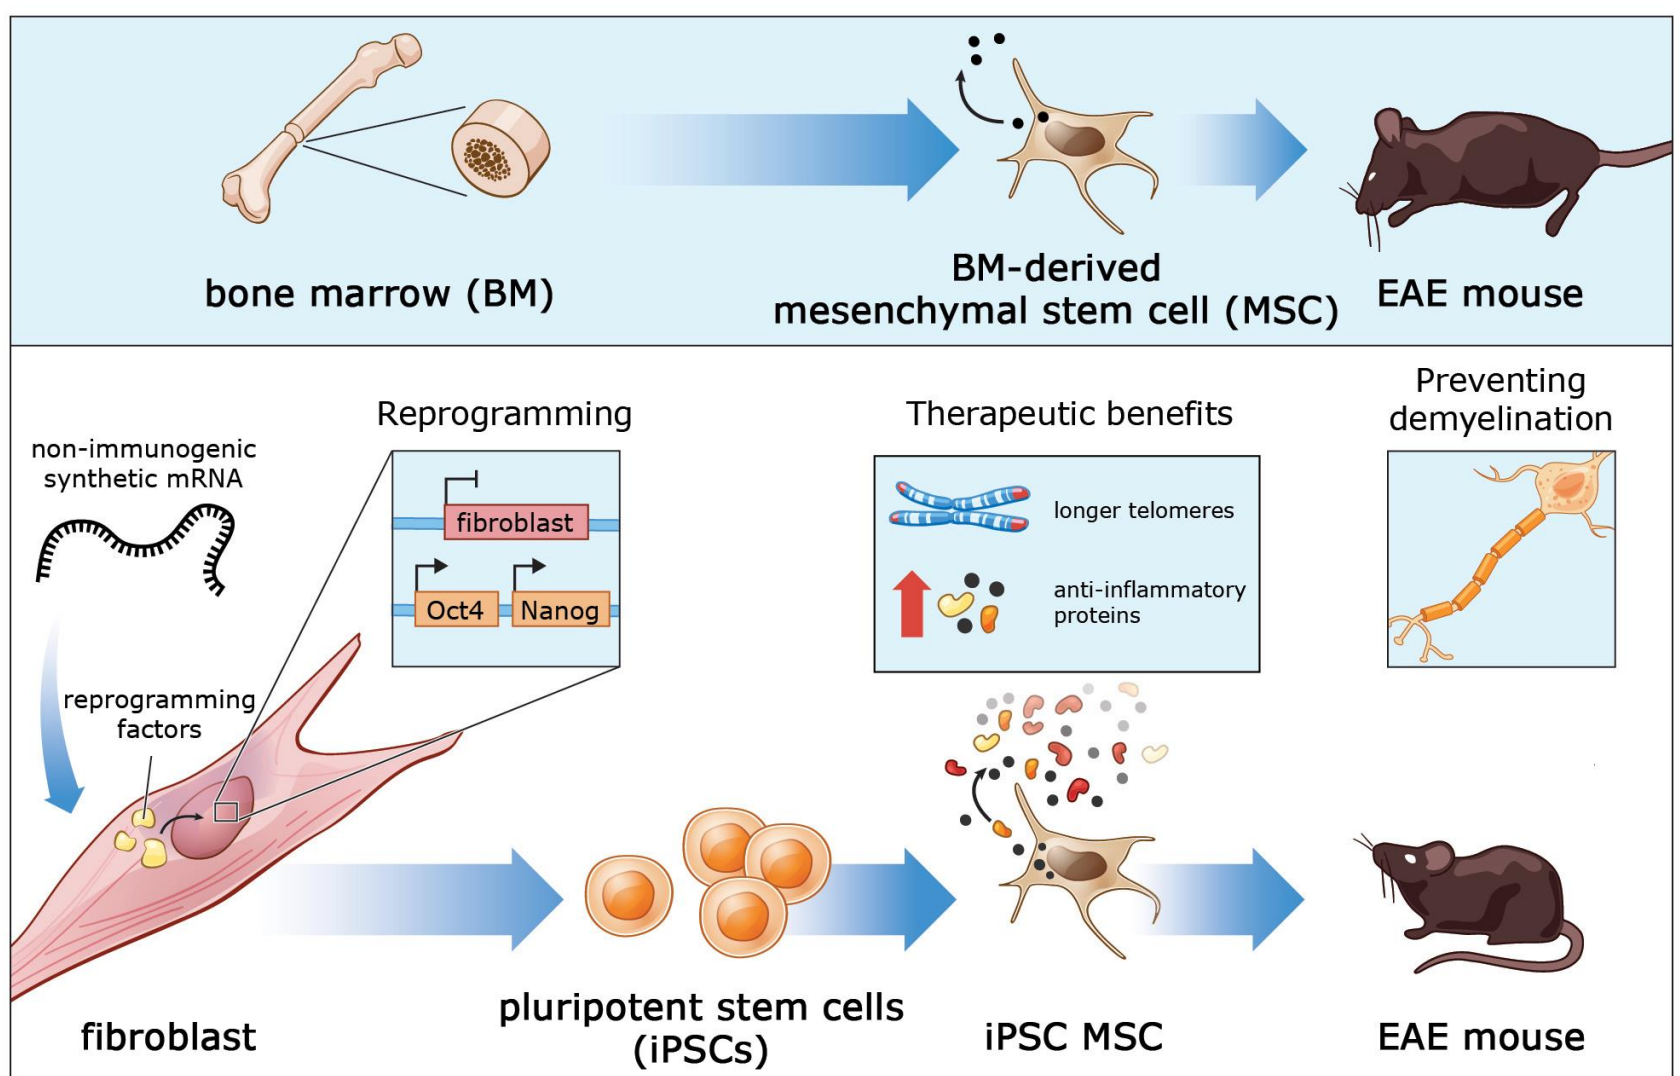 bone marrow (BM)
BM-derived
mesenchymal stem cell (MSC)
EAE mouse
non-immunogenic
synthetic mRNA
Reprogramming
fibroblast
Oct4
Nanog
reprogramming
factors
Therapeutic benefits
longer telomeres
anti-inflammatory
proteins
Preventing
demyelination
fibroblast
pluripotent stem cells
(iPSCs)
iPSC MSC
EAE mouse